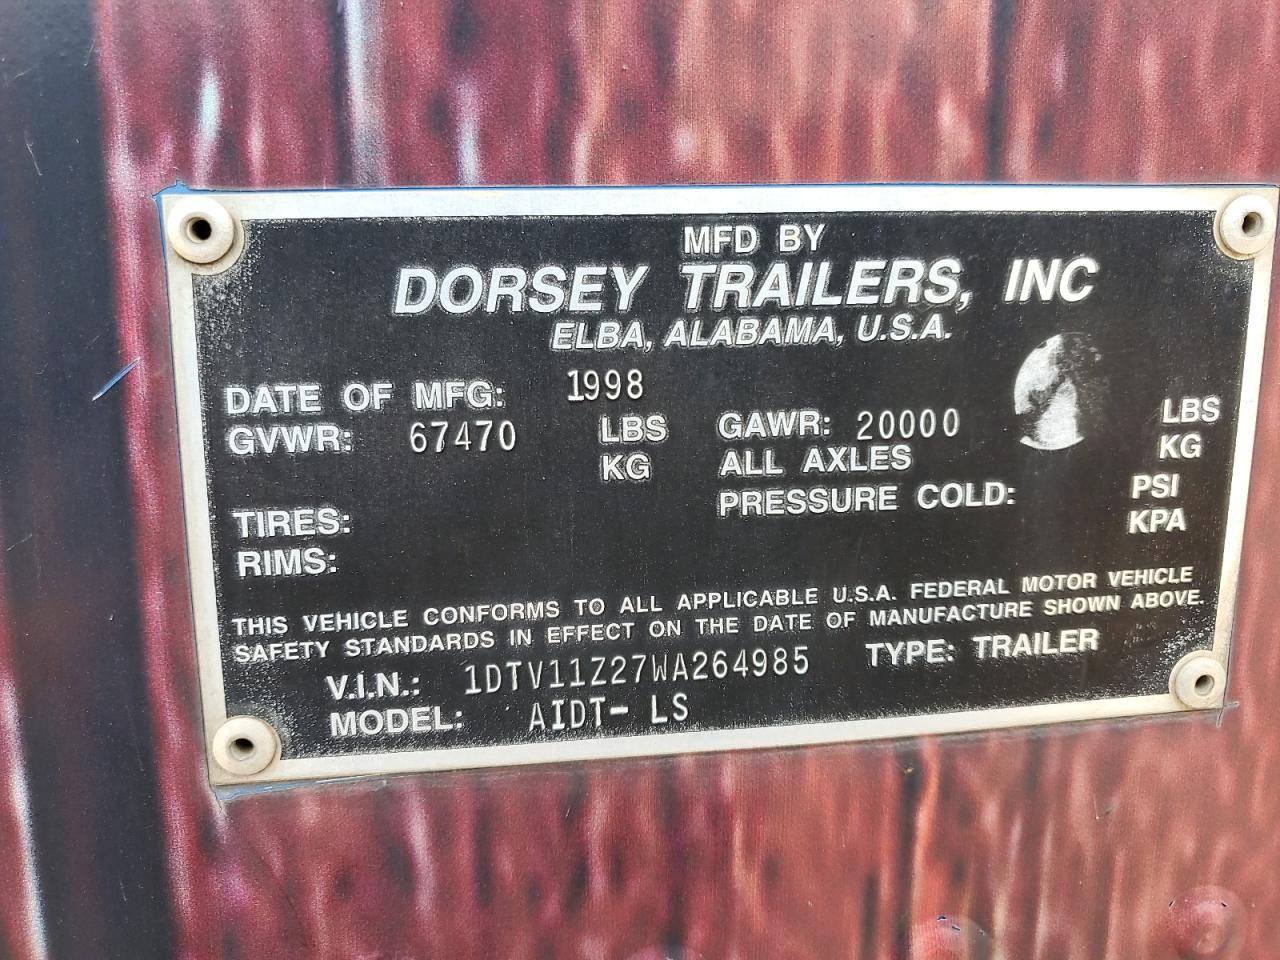 MFD BY
DORSEY TRAILERS, INC
ELBA, ALABAMA, U.S.A.
DATE OF MFG: 1998
GVWR: 67470 LBS GAWR: 20000 LBS
KG ALL AXLES KG
PRESSURE COLD: PSI
TIRES: KPA
RIMS:
THIS VEHICLE CONFORMS TO ALL APPLICABLE U.S.A. FEDERAL MOTOR VEHICLE
SAFETY STANDARDS IN EFFECT ON THE DATE OF MANUFACTURE SHOWN ABOVE.
V.I.N.: 1DTV11Z27WA264985 TYPE: TRAILER
MODEL: AIDT- LS